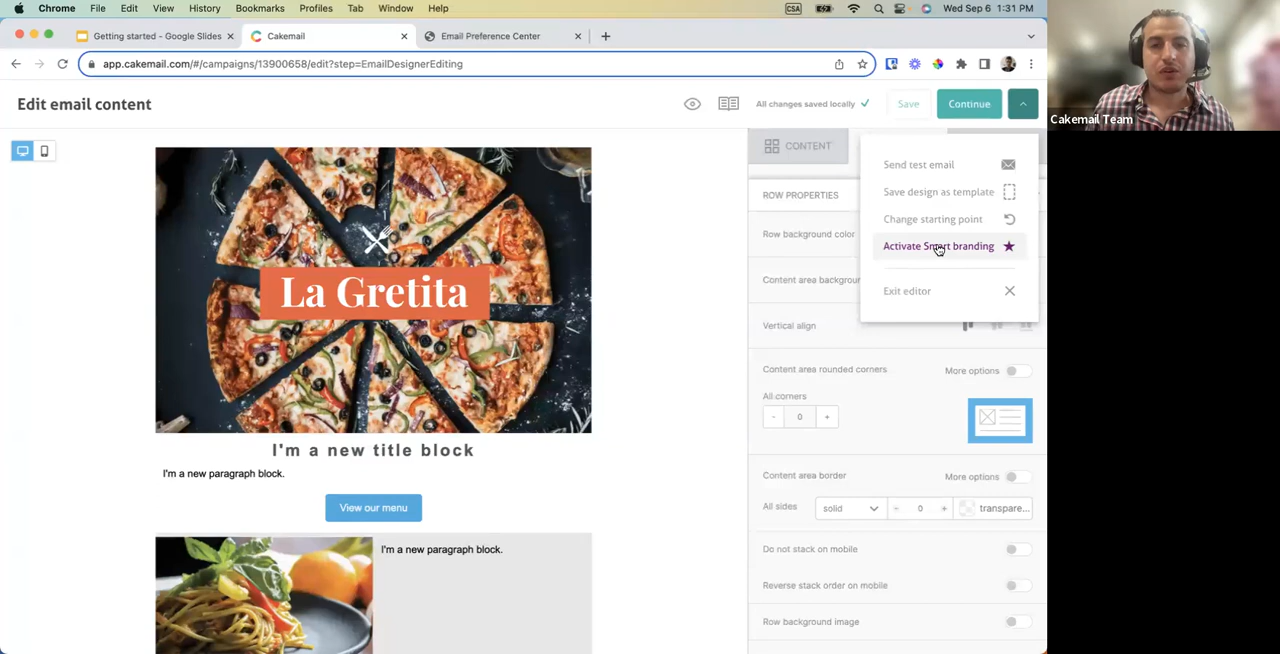 Chrome File Edit View History Bookmarks Profiles Tab Window Help
CSA
Wed Sep 6 1:31 PM
Getting started - Google Slides
Cakemail
Email Preference Center
app.cakemail.com/#/campaigns/13900658/edit?step=EmailDesignerEditing
Edit email content
All changes saved locally
Save
Continue
CONTENT
Send test email
Save design as template
Change starting point
Activate Smart branding
Exit editor
ROW PROPERTIES
Row background color
Content area backgroun
Vertical align
Content area rounded corners
More options
All corners
- 0 +
Content area border
More options
All sides
solid
- 0 +
transpare...
Do not stack on mobile
Reverse stack order on mobile
Row background image
La Gretita
I'm a new title block
I'm a new paragraph block.
View our menu
I'm a new paragraph block.
Cakemail Team